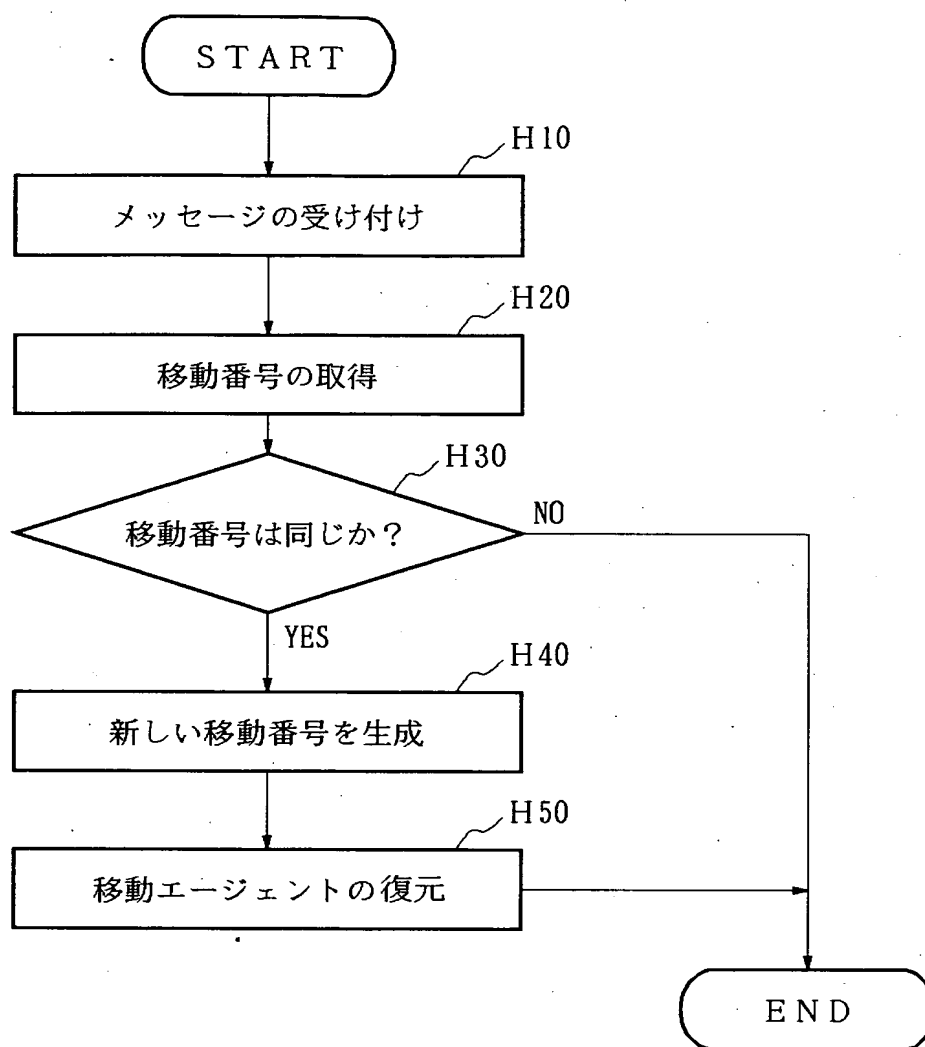 START
H10
メッセージの受け付け
H20
移動番号の取得
H30
移動番号は同じか？
NO
YES
H40
新しい移動番号を生成
H50
移動エージェントの復元
END